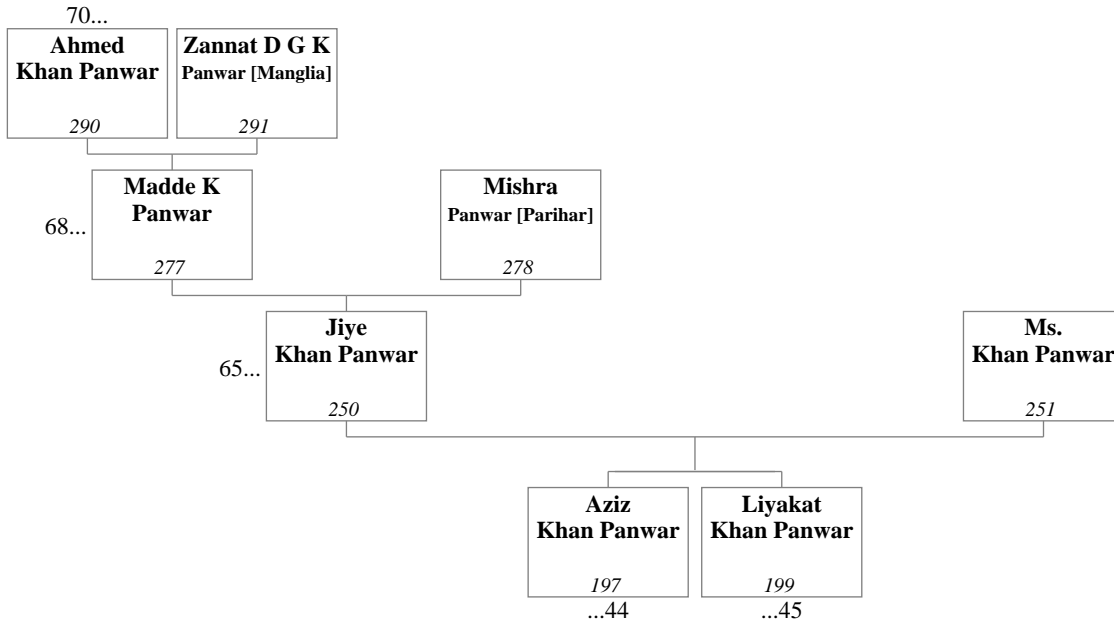 70...
Ahmed
Khan Panwar
290
Zannat D G K
Panwar [Manglia]
291
68...
Madde K
Panwar
277
Mishra
Panwar [Parihar]
278
65...
Jiye
Khan Panwar
250
Ms.
Khan Panwar
251
Aziz
Khan Panwar
197
...44
Liyakat
Khan Panwar
199
...45